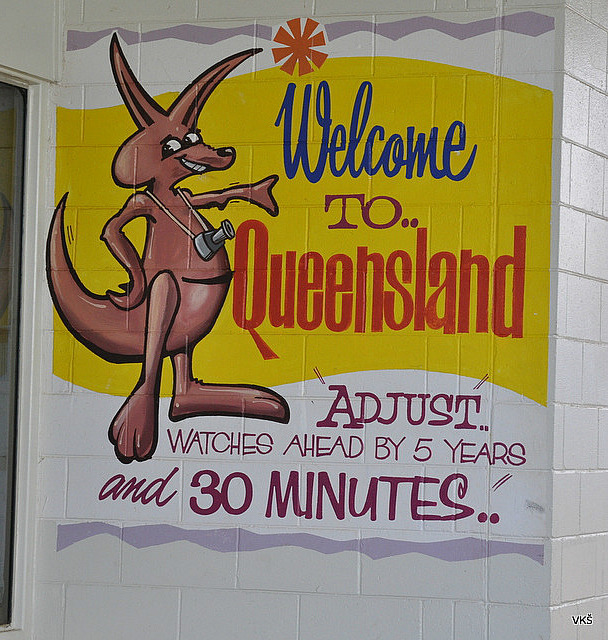 Welcome
TO..
Queensland
"ADJUST..
WATCHES AHEAD BY 5 YEARS
and 30 MINUTES.."
VKŠ